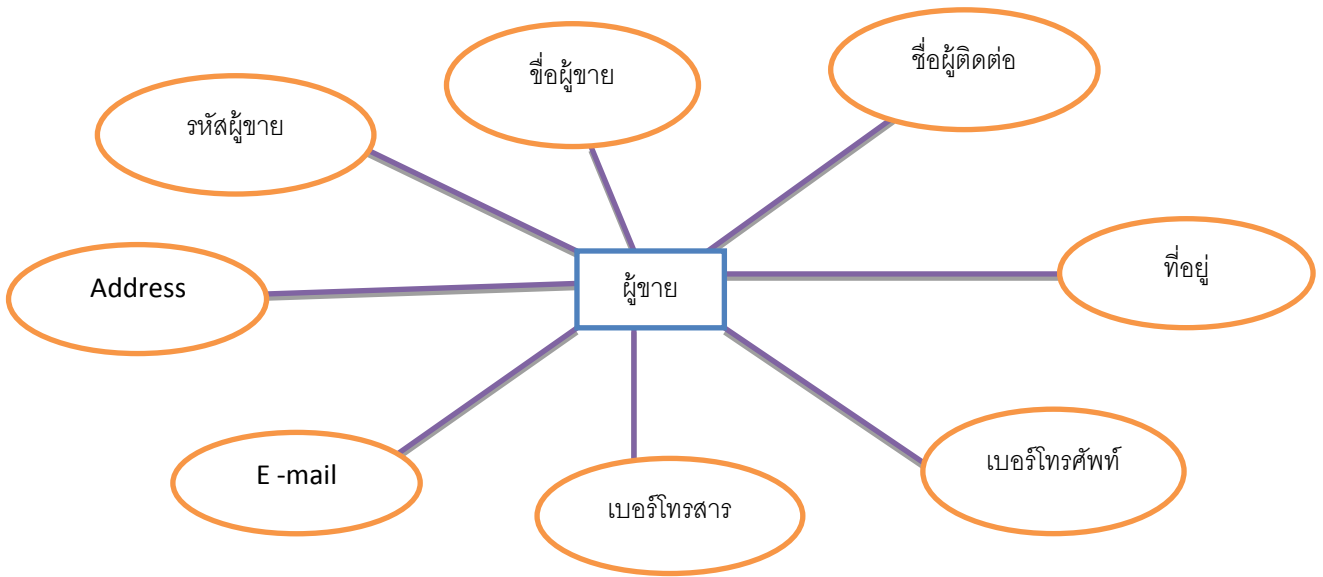 ขื่อผู้ขาย
ชื่อผู้ติดต่อ
รหัสผู้ขาย
ที่อยู่
Address
ผู้ขาย
เบอร์โทรศัพท์
E -mail
เบอร์โทรสาร